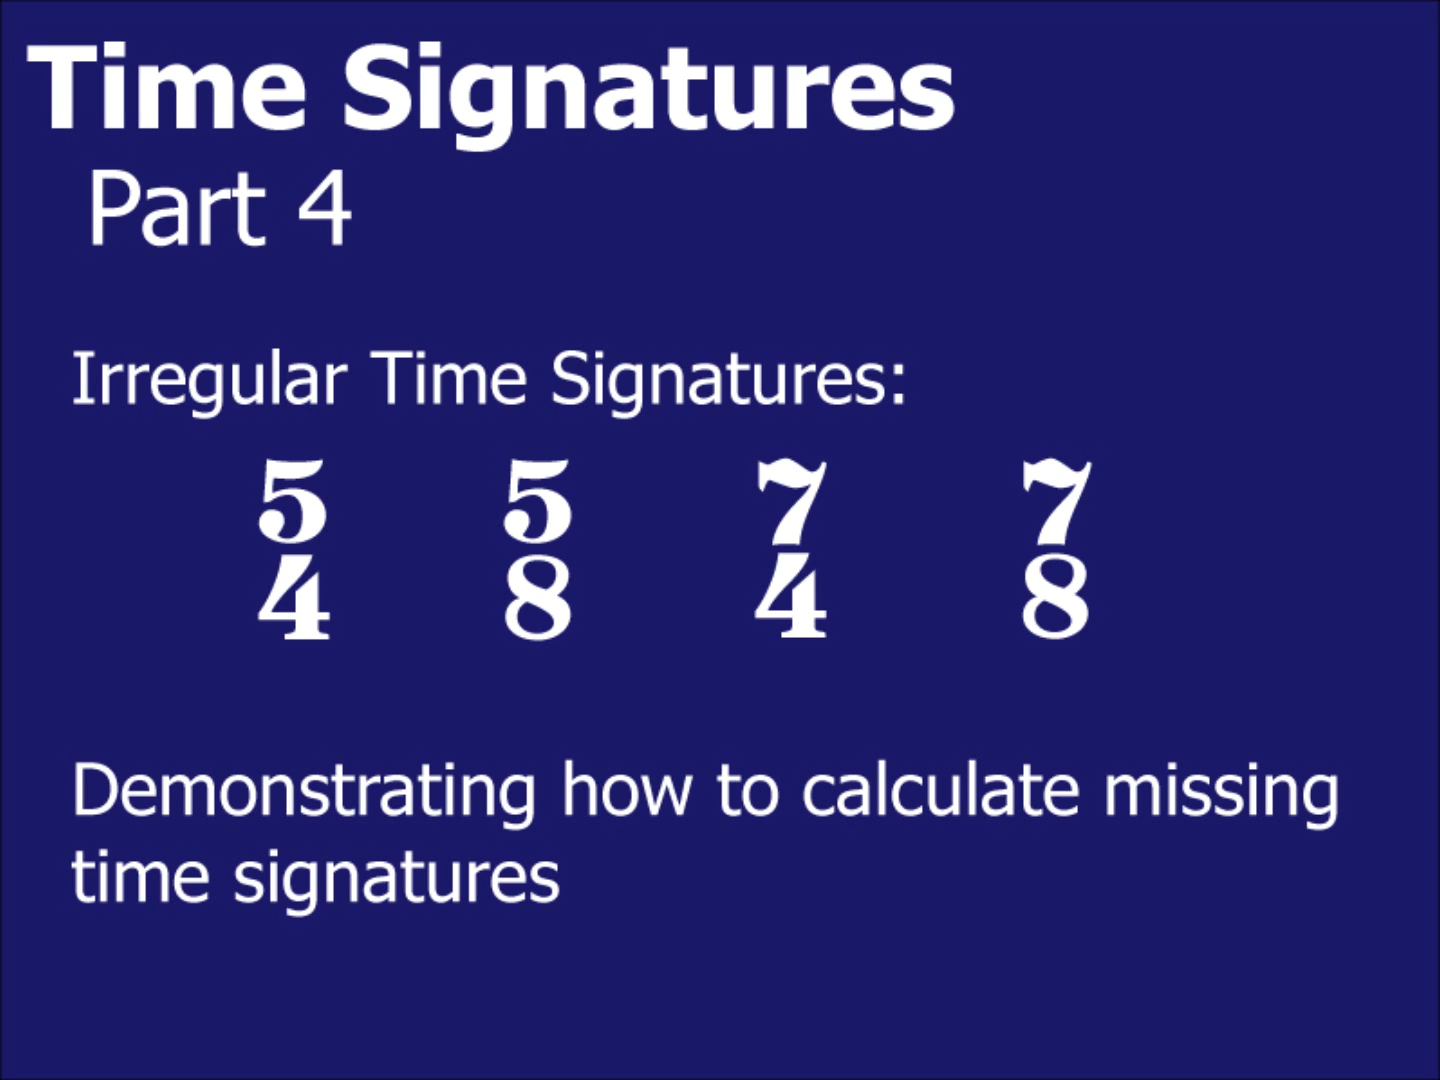 Time Signatures
Part 4
Irregular Time Signatures:
5 5 7 7
4 8 4 8
Demonstrating how to calculate missing
time signatures